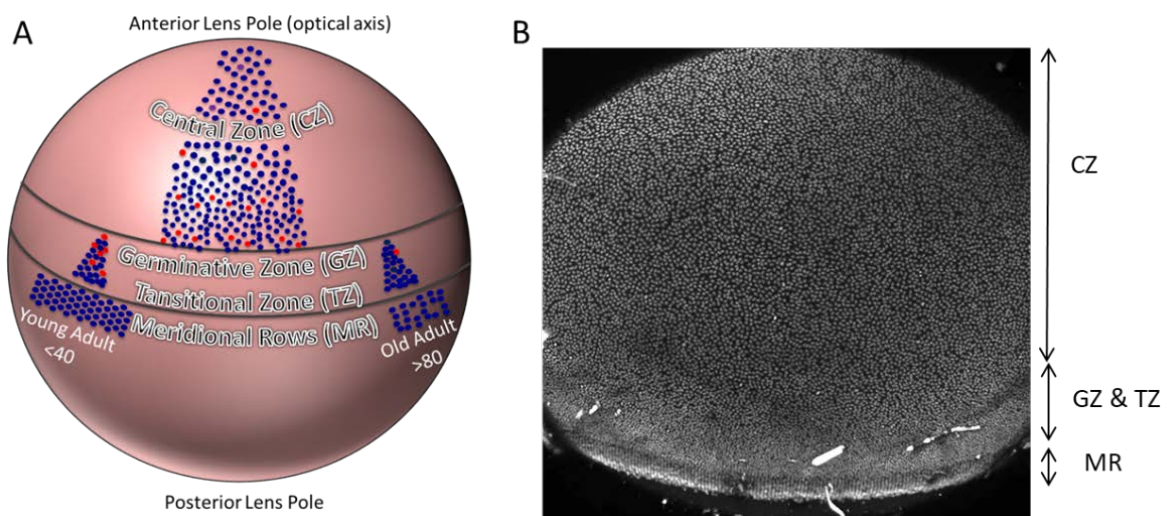 A
Anterior Lens Pole (optical axis)
Central Zone (CZ)
Germinative Zone (GZ)
Tansitional Zone (TZ)
Meridional Rows (MR)
Young Adult
<40
Old Adult
>80
Posterior Lens Pole
B
CZ
GZ & TZ
MR